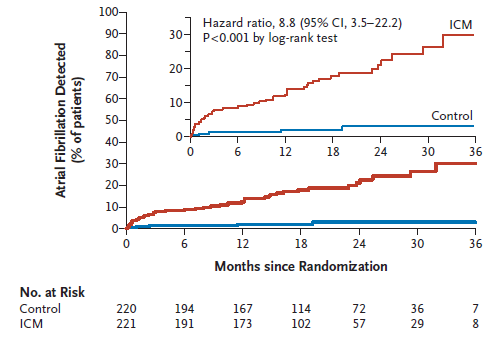 Atrial Fibrillation Detected
(% of patients)
100
90
80
70
60
50
40
30
20
10
0
Hazard ratio, 8.8 (95% CI, 3.5–22.2)
P<0.001 by log-rank test
ICM
Control
30
20
10
0
0 6 12 18 24 30 36
0 6 12 18 24 30 36
Months since Randomization
No. at Risk
Control 220 194 167 114 72 36 7
ICM 221 191 173 102 57 29 8